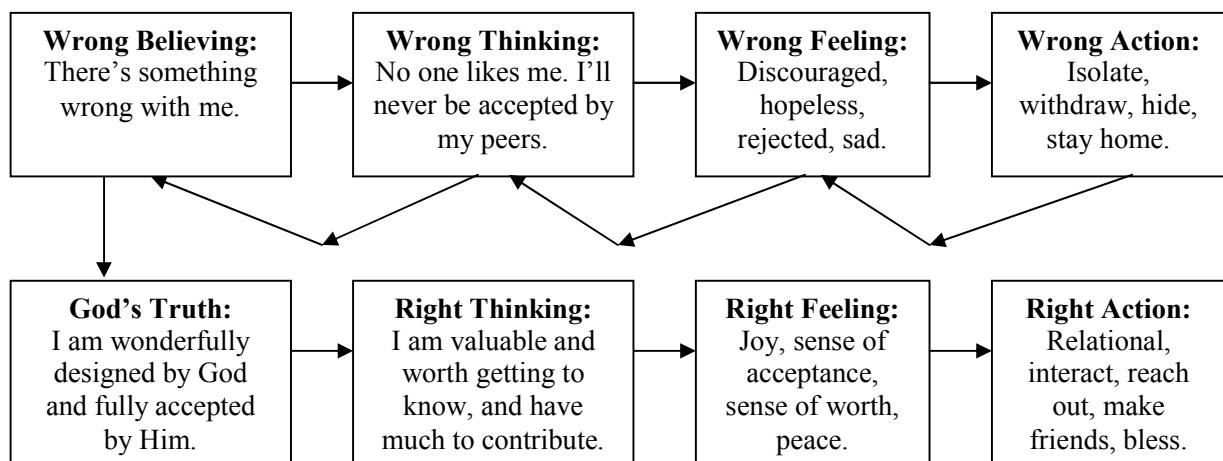 Wrong Believing:
There’s something
wrong with me.
Wrong Thinking:
No one likes me. I’ll
never be accepted by
my peers.
Wrong Feeling:
Discouraged,
hopeless,
rejected, sad.
Wrong Action:
Isolate,
withdraw, hide,
stay home.
God’s Truth:
I am wonderfully
designed by God
and fully accepted
by Him.
Right Thinking:
I am valuable and
worth getting to
know, and have
much to contribute.
Right Feeling:
Joy, sense of
acceptance,
sense of worth,
peace.
Right Action:
Relational,
interact, reach
out, make
friends, bless.